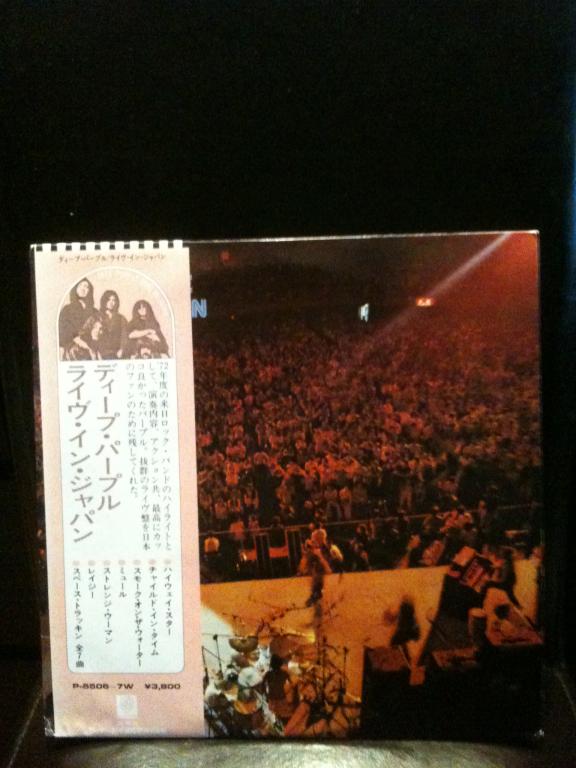 ディープ・パープル/ライヴ・イン・ジャパン
N
'72年度の来日ロック・バンドのハイライトと
して、演奏内容、アクション共、最高にカッ
コ良かったパープル。抜群のライヴ盤を日本
のファンのために残してくれた。
ディープ・パープル
ライヴ・イン・ジャパン
ハイウェイ・スター
チャイルド・イン・タイム
スモーク・オン・ザ・ウォーター
ミュール
ストレンジ・ウーマン
レイジー
スペース・トラッキン 全7曲
P-5506~7W ¥3,800